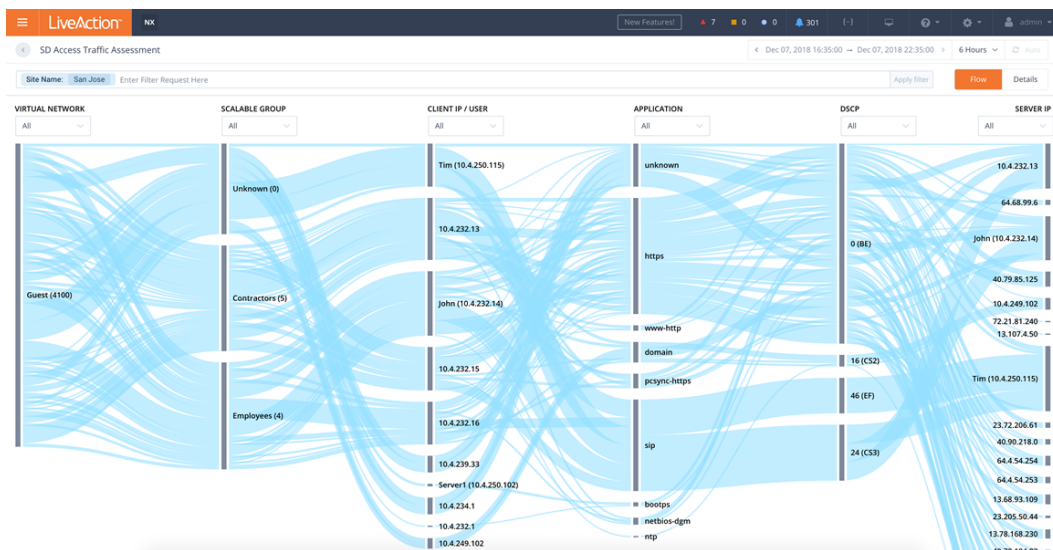 LiveAction
NX
New Features!
7
0
0
301
admin
SD Access Traffic Assessment
Dec 07, 2018 16:35:00 → Dec 07, 2018 22:35:00
6 Hours
Auto
Site Name: San Jose
Enter Filter Request Here
Apply filter
Flow
Details
VIRTUAL NETWORK
SCALABLE GROUP
CLIENT IP / USER
APPLICATION
DSCP
SERVER IP
All
All
All
All
All
All
Guest (4100)
Unknown (0)
Contractors (5)
Employees (4)
Tim (10.4.250.115)
10.4.232.13
John (10.4.232.14)
10.4.232.15
10.4.232.16
10.4.239.33
Server1 (10.4.250.102)
10.4.234.1
10.4.232.1
10.4.249.102
unknown
https
www-http
domain
pcsync-https
sip
bootps
netbios-dgm
ntp
0 (BE)
16 (CS2)
46 (EF)
24 (CS3)
10.4.232.13
64.68.99.6
John (10.4.232.14)
40.79.85.125
10.4.249.102
72.21.81.240
13.107.4.50
Tim (10.4.250.115)
23.72.206.61
40.90.218.0
64.4.54.254
64.4.54.253
13.68.93.109
23.205.50.44
13.78.168.230